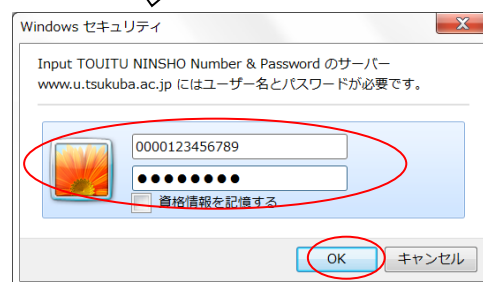 Windows セキュリティ
Input TOUITU NINSHO Number & Password のサーバー
www.u.tsukuba.ac.jp にはユーザー名とパスワードが必要です。
0000123456789
●●●●●●●●
資格情報を記憶する
OK
キャンセル